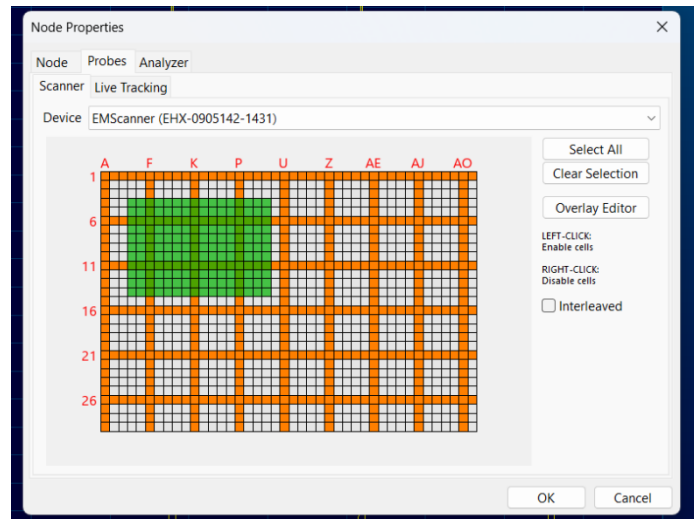 Node Properties
Node Probes Analyzer
Scanner Live Tracking
Device EMScanner (EHX-0905142-1431)
Select All
Clear Selection
Overlay Editor
LEFT-CLICK:
Enable cells
RIGHT-CLICK:
Disable cells
Interleaved
A F K P U Z AE AJ AO
1
6
11
16
21
26
OK Cancel